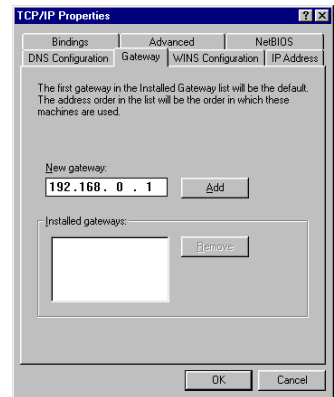 TCP/IP Properties
Bindings Advanced NetBIOS
DNS Configuration Gateway WINS Configuration IP Address
The first gateway in the Installed Gateway list will be the default.
The address order in the list will be the order in which these
machines are used.
New gateway:
192.168. 0 . 1 Add
Installed gateways:
Remove
OK Cancel